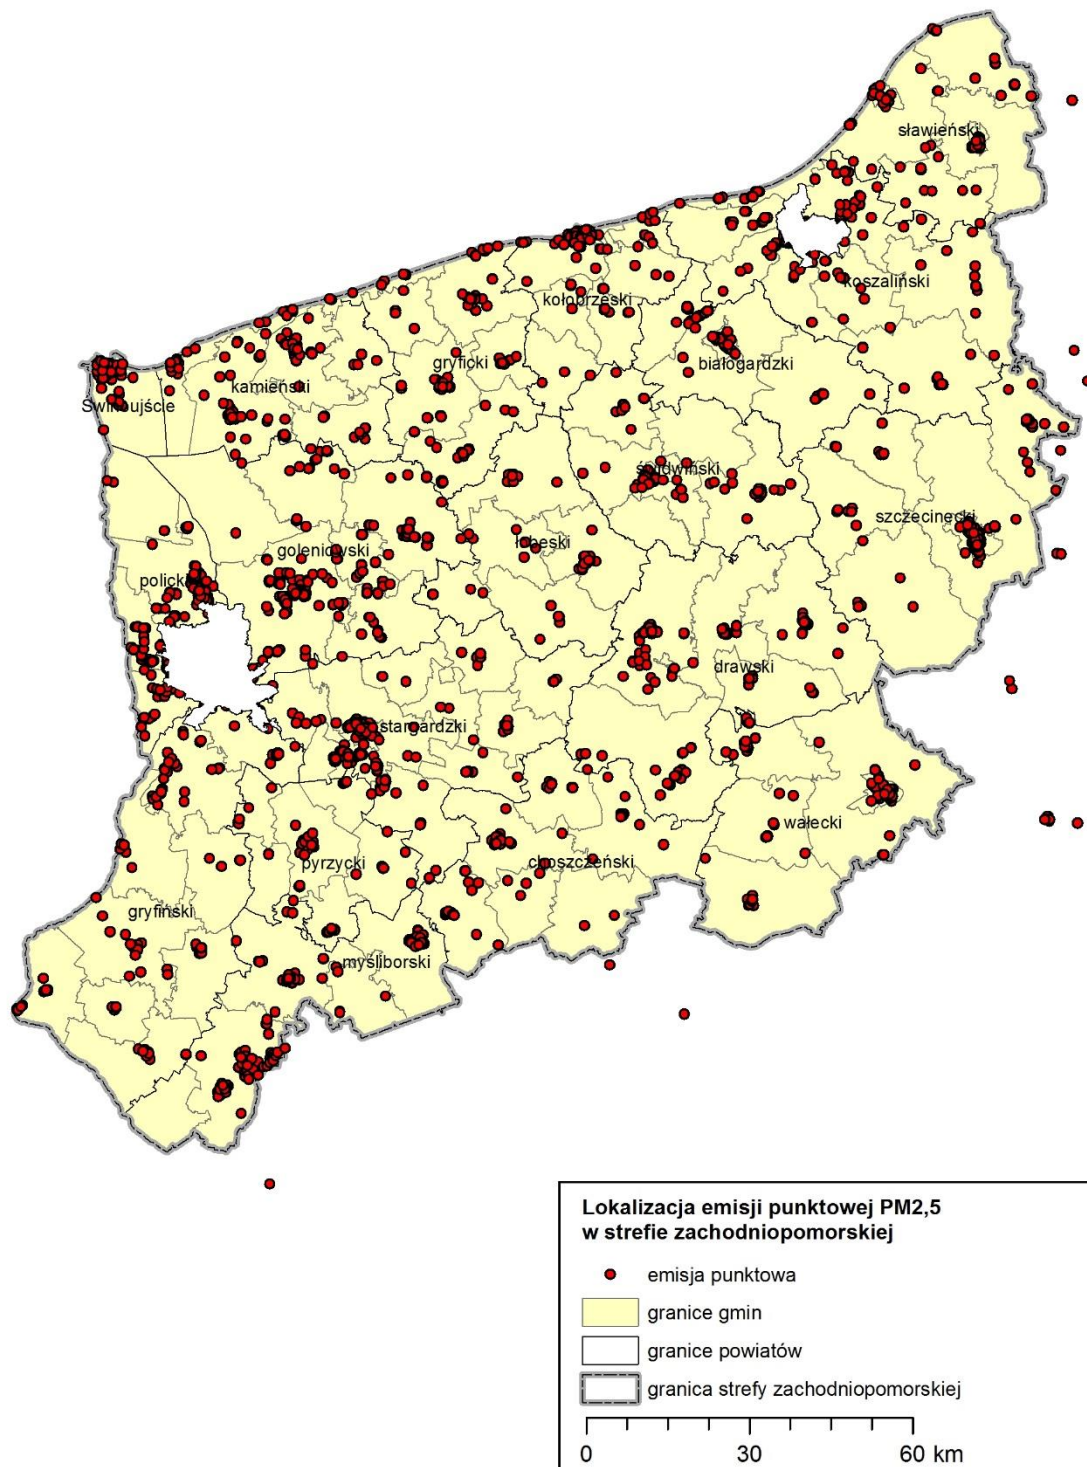 sławieński
koszaliński
kołobrzeski
białogardzki
gryficki
kamieński
Świnoujście
świdwiński
szczecinecki
łobeski
goleniowski
policki
drawski
stargardzki
wałecki
choszczeński
pyrzycki
gryfiński
myśliborski
Lokalizacja emisji punktowej PM2,5
w strefie zachodniopomorskiej
emisja punktowa
granice gmin
granice powiatów
granica strefy zachodniopomorskiej
0 30 60 km